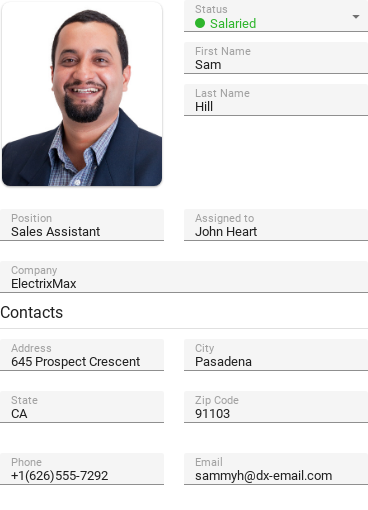 Status
Salaried
First Name
Sam
Last Name
Hill
Position
Sales Assistant
Assigned to
John Heart
Company
ElectrixMax
Contacts
Address
645 Prospect Crescent
City
Pasadena
State
CA
Zip Code
91103
Phone
+1(626)555-7292
Email
sammyh@dx-email.com